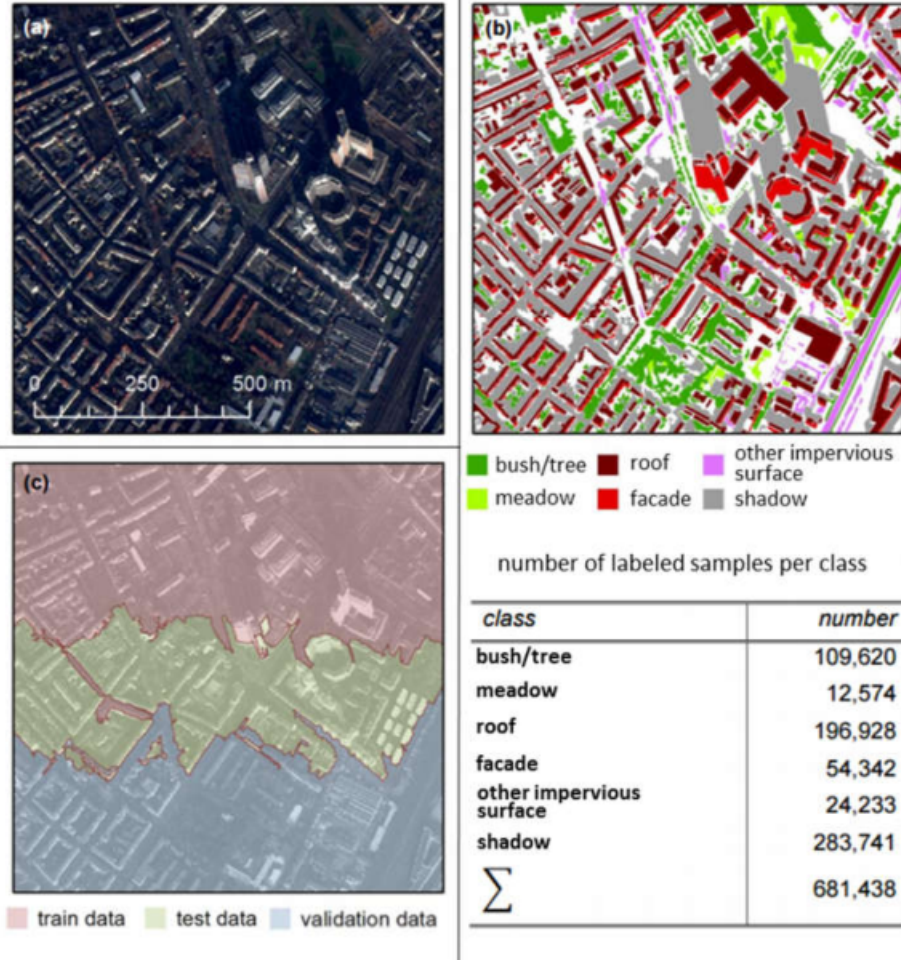 (a)
0 250 500 m
(b)
bush/tree roof other impervious surface
meadow facade shadow
(c)
train data test data validation data
number of labeled samples per class
class number
bush/tree 109,620
meadow 12,574
roof 196,928
facade 54,342
other impervious
surface 24,233
shadow 283,741
∑ 681,438